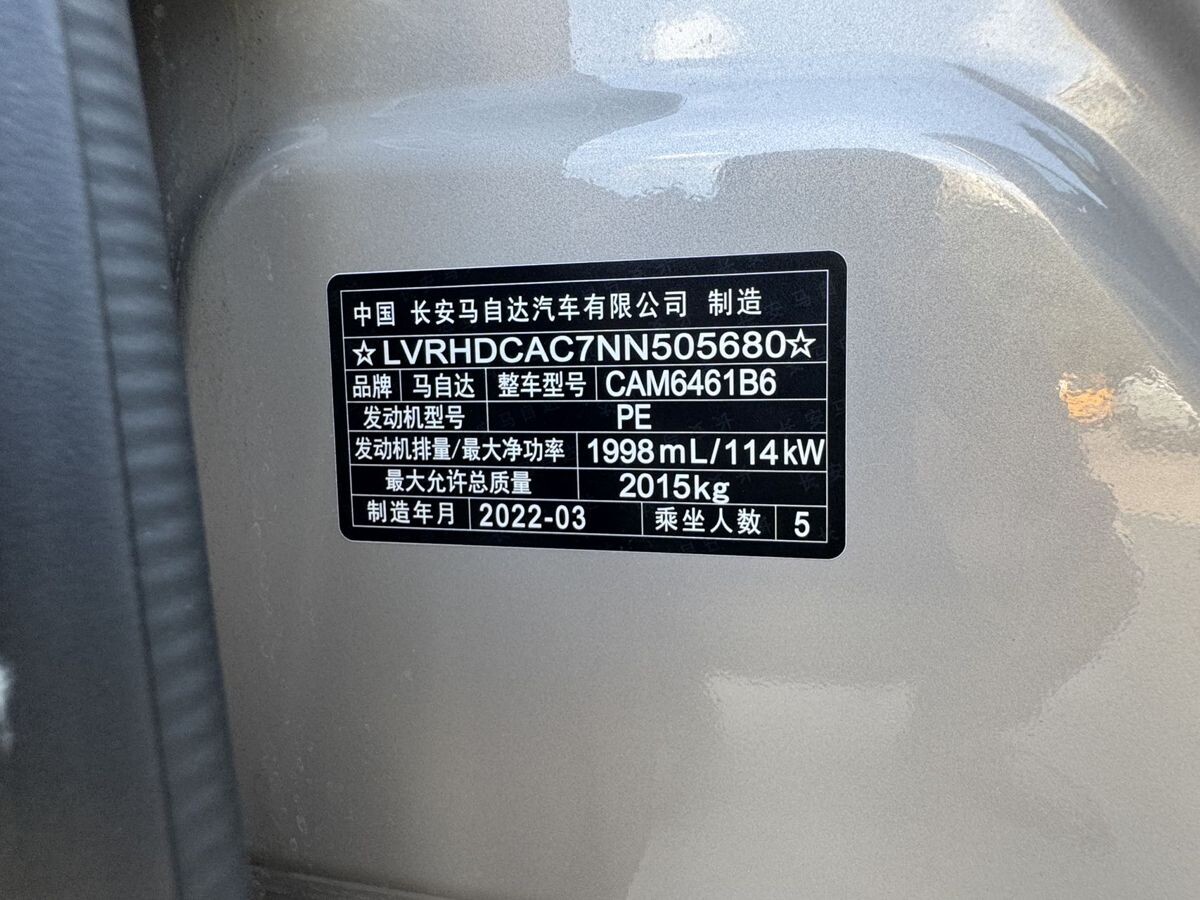 中国 长安马自达汽车有限公司 制造
☆LVRHDCAC7NN505680☆
品牌 马自达 整车型号 CAM6461B6
发动机型号 PE
发动机排量/最大净功率 1998mL/114kW
最大允许总质量 2015kg
制造年月 2022-03 乘坐人数 5